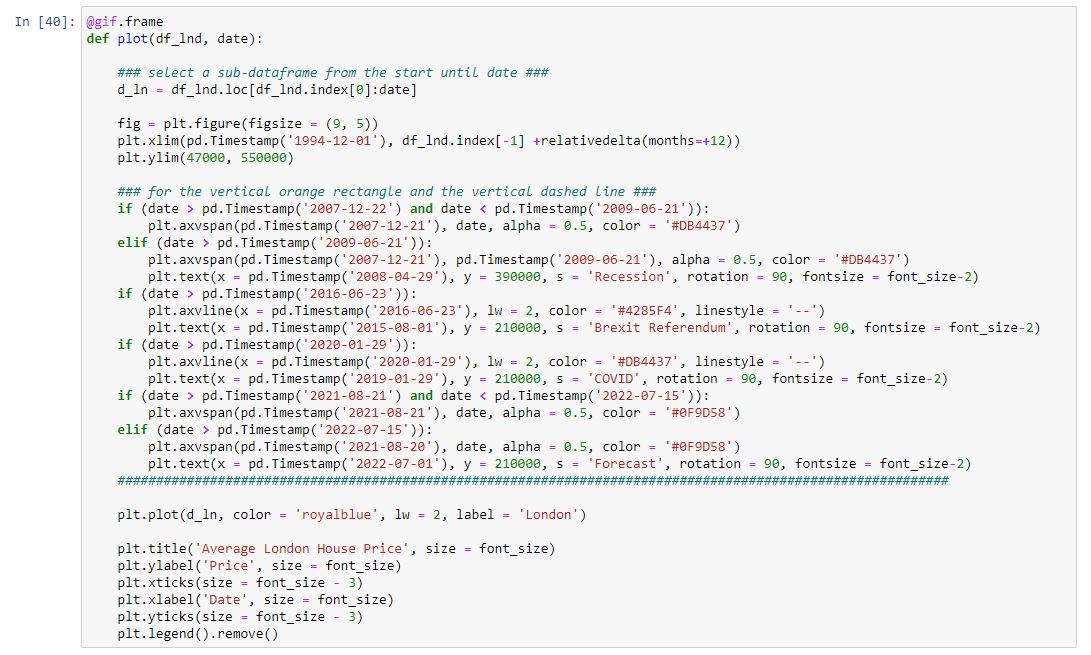 In [40]: @gif.frame
def plot(df_lnd, date):
### select a sub-dataframe from the start until date ###
d_ln = df_lnd.loc[df_lnd.index[0]:date]
fig = plt.figure(figsize = (9, 5))
plt.xlim(pd.Timestamp('1994-12-01'), df_lnd.index[-1] +relativedelta(months=+12))
plt.ylim(47000, 550000)
### for the vertical orange rectangle and the vertical dashed line ###
if (date > pd.Timestamp('2007-12-22') and date < pd.Timestamp('2009-06-21')):
plt.axvspan(pd.Timestamp('2007-12-21'), date, alpha = 0.5, color = '#DB4437')
elif (date > pd.Timestamp('2009-06-21')):
plt.axvspan(pd.Timestamp('2007-12-21'), pd.Timestamp('2009-06-21'), alpha = 0.5, color = '#DB4437')
plt.text(x = pd.Timestamp('2008-04-29'), y = 390000, s = 'Recession', rotation = 90, fontsize = font_size-2)
if (date > pd.Timestamp('2016-06-23')):
plt.axvline(x = pd.Timestamp('2016-06-23'), lw = 2, color = '#4285F4', linestyle = '--')
plt.text(x = pd.Timestamp('2015-08-01'), y = 210000, s = 'Brexit Referendum', rotation = 90, fontsize = font_size-2)
if (date > pd.Timestamp('2020-01-29')):
plt.axvline(x = pd.Timestamp('2020-01-29'), lw = 2, color = '#DB4437', linestyle = '--')
plt.text(x = pd.Timestamp('2019-01-29'), y = 210000, s = 'COVID', rotation = 90, fontsize = font_size-2)
if (date > pd.Timestamp('2021-08-21') and date < pd.Timestamp('2022-07-15')):
plt.axvspan(pd.Timestamp('2021-08-21'), date, alpha = 0.5, color = '#0F9D58')
elif (date > pd.Timestamp('2022-07-15')):
plt.axvspan(pd.Timestamp('2021-08-20'), date, alpha = 0.5, color = '#0F9D58')
plt.text(x = pd.Timestamp('2022-07-01'), y = 210000, s = 'Forecast', rotation = 90, fontsize = font_size-2)
############################################################################################################
plt.plot(d_ln, color = 'royalblue', lw = 2, label = 'London')
plt.title('Average London House Price', size = font_size)
plt.ylabel('Price', size = font_size)
plt.xticks(size = font_size - 3)
plt.xlabel('Date', size = font_size)
plt.yticks(size = font_size - 3)
plt.legend().remove()